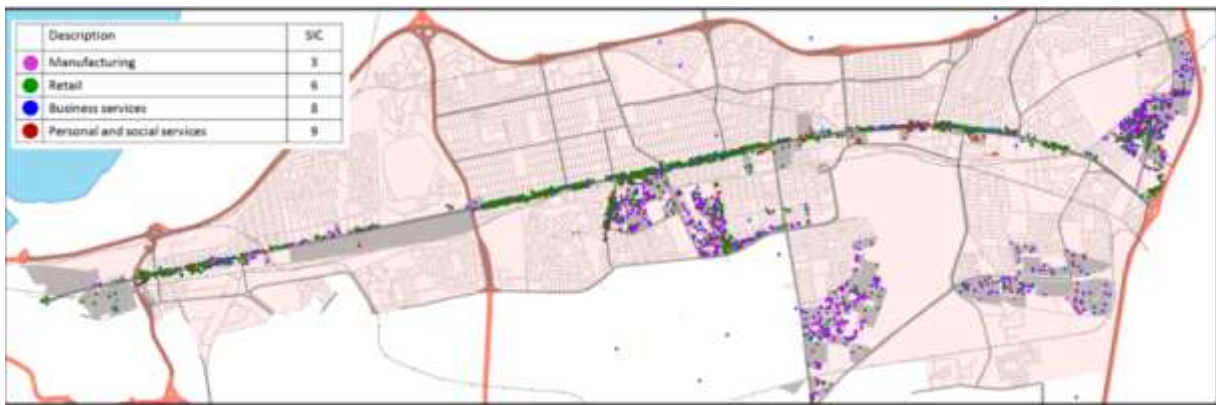 Description SIC
Manufacturing 3
Retail 6
Business services 8
Personal and social services 9